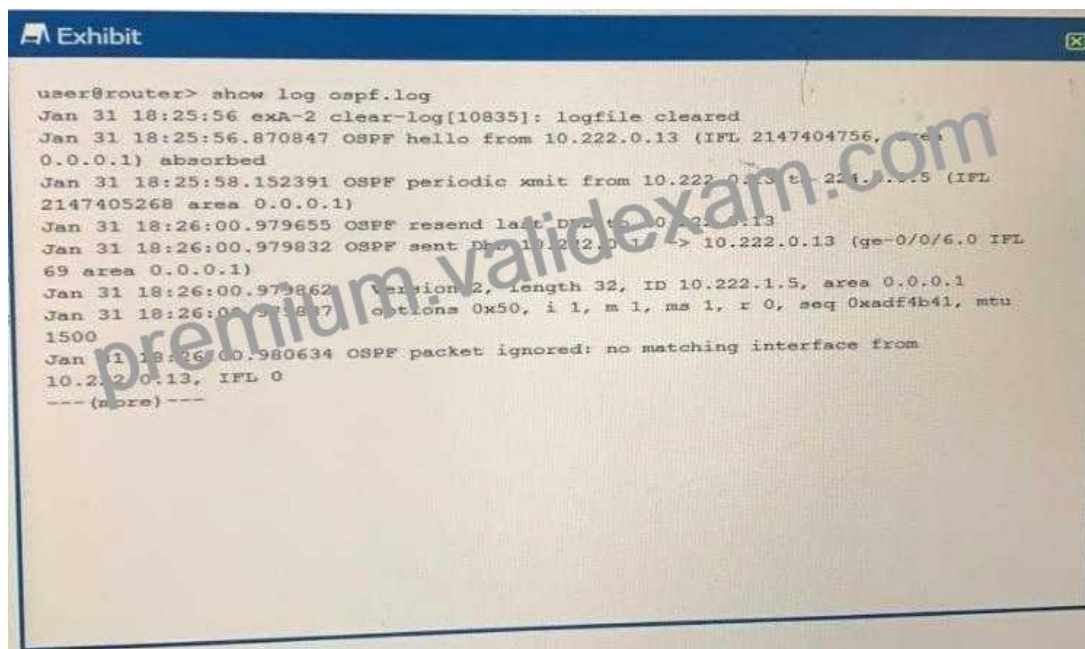 Exhibit
user@router> show log ospf.log
Jan 31 18:25:56 exA-2 clear-log[10835]: logfile cleared
Jan 31 18:25:56.870847 OSPF hello from 10.222.0.13 (IFL 2147404756,
0.0.0.1) absorbed
Jan 31 18:25:58.152391 OSPF periodic xmit from (IFL
2147405268 area 0.0.0.1)
Jan 31 18:26:00.979655 OSPF resend last
Jan 31 18:26:00.979832 OSPF sent -> 10.222.0.13 (ge-0/0/6.0 IFL
69 area 0.0.0.1)
Jan 31 18:26:00.979862 Version 2, length 32, ID 10.222.1.5, area 0.0.0.1
Jan 31 options 0x50, i 1, m 1, ms 1, r 0, seq 0xadf4b41, mtu
1500
OSPF packet ignored: no matching interface from
IFL 0
---(more)---
premium.validexam.com